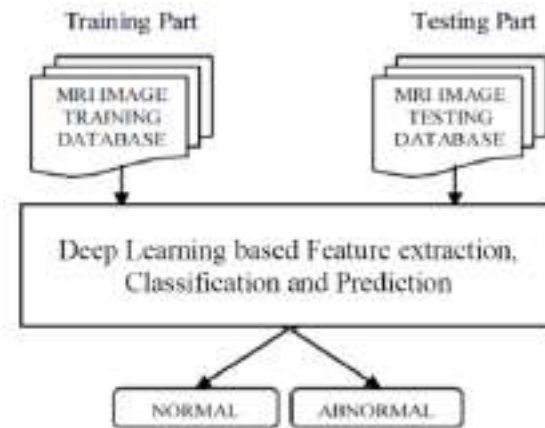 Training Part
Testing Part
MRI IMAGE
TRAINING
DATABASE
MRI IMAGE
TESTING
DATABASE
Deep Learning based Feature extraction,
Classification and Prediction
NORMAL
ABNORMAL